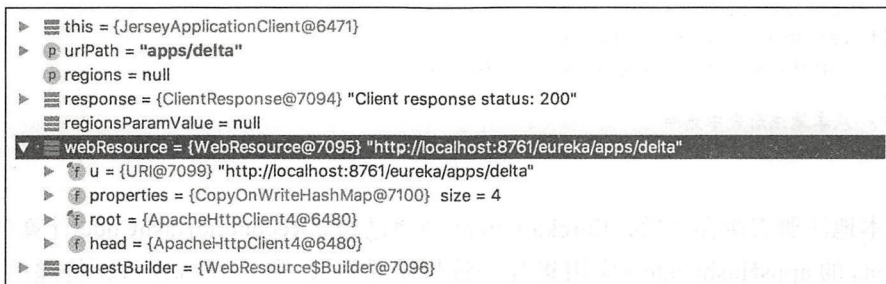 this = {JerseyApplicationClient@6471}
p urlPath = "apps/delta"
p regions = null
response = {ClientResponse@7094} "Client response status: 200"
regionsParamValue = null
webResource = {WebResource@7095} "http://localhost:8761/eureka/apps/delta"
f u = {URI@7099} "http://localhost:8761/eureka/apps/delta"
f properties = {CopyOnWriteHashMap@7100} size = 4
f root = {ApacheHttpClient4@6480}
f head = {ApacheHttpClient4@6480}
requestBuilder = {WebResource$Builder@7096}